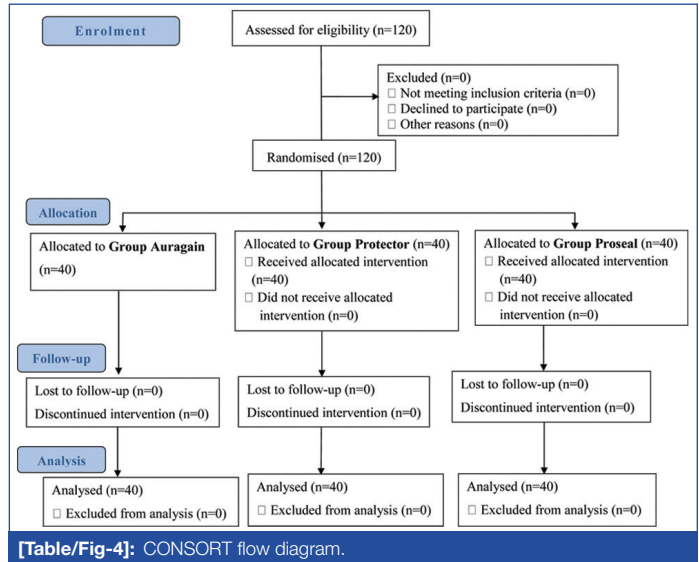 Enrolment
Assessed for eligibility (n=120)
Excluded (n=0)
□ Not meeting inclusion criteria (n=0)
□ Declined to participate (n=0)
□ Other reasons (n=0)
Randomised (n=120)
Allocation
Allocated to Group Auragain
(n=40)
Allocated to Group Protector (n=40)
□ Received allocated intervention
(n=40)
□ Did not receive allocated
intervention (n=0)
Allocated to Group Proseal (n=40)
□ Received allocated intervention
(n=40)
□ Did not receive allocated
intervention (n=0)
Follow-up
Lost to follow-up (n=0)
Discontinued intervention (n=0)
Lost to follow-up (n=0)
Discontinued intervention (n=0)
Lost to follow-up (n=0)
Discontinued intervention (n=0)
Analysis
Analysed (n=40)
□ Excluded from analysis (n=0)
Analysed (n=40)
□ Excluded from analysis (n=0)
Analysed (n=40)
□ Excluded from analysis (n=0)
[Table/Fig-4]: CONSORT flow diagram.